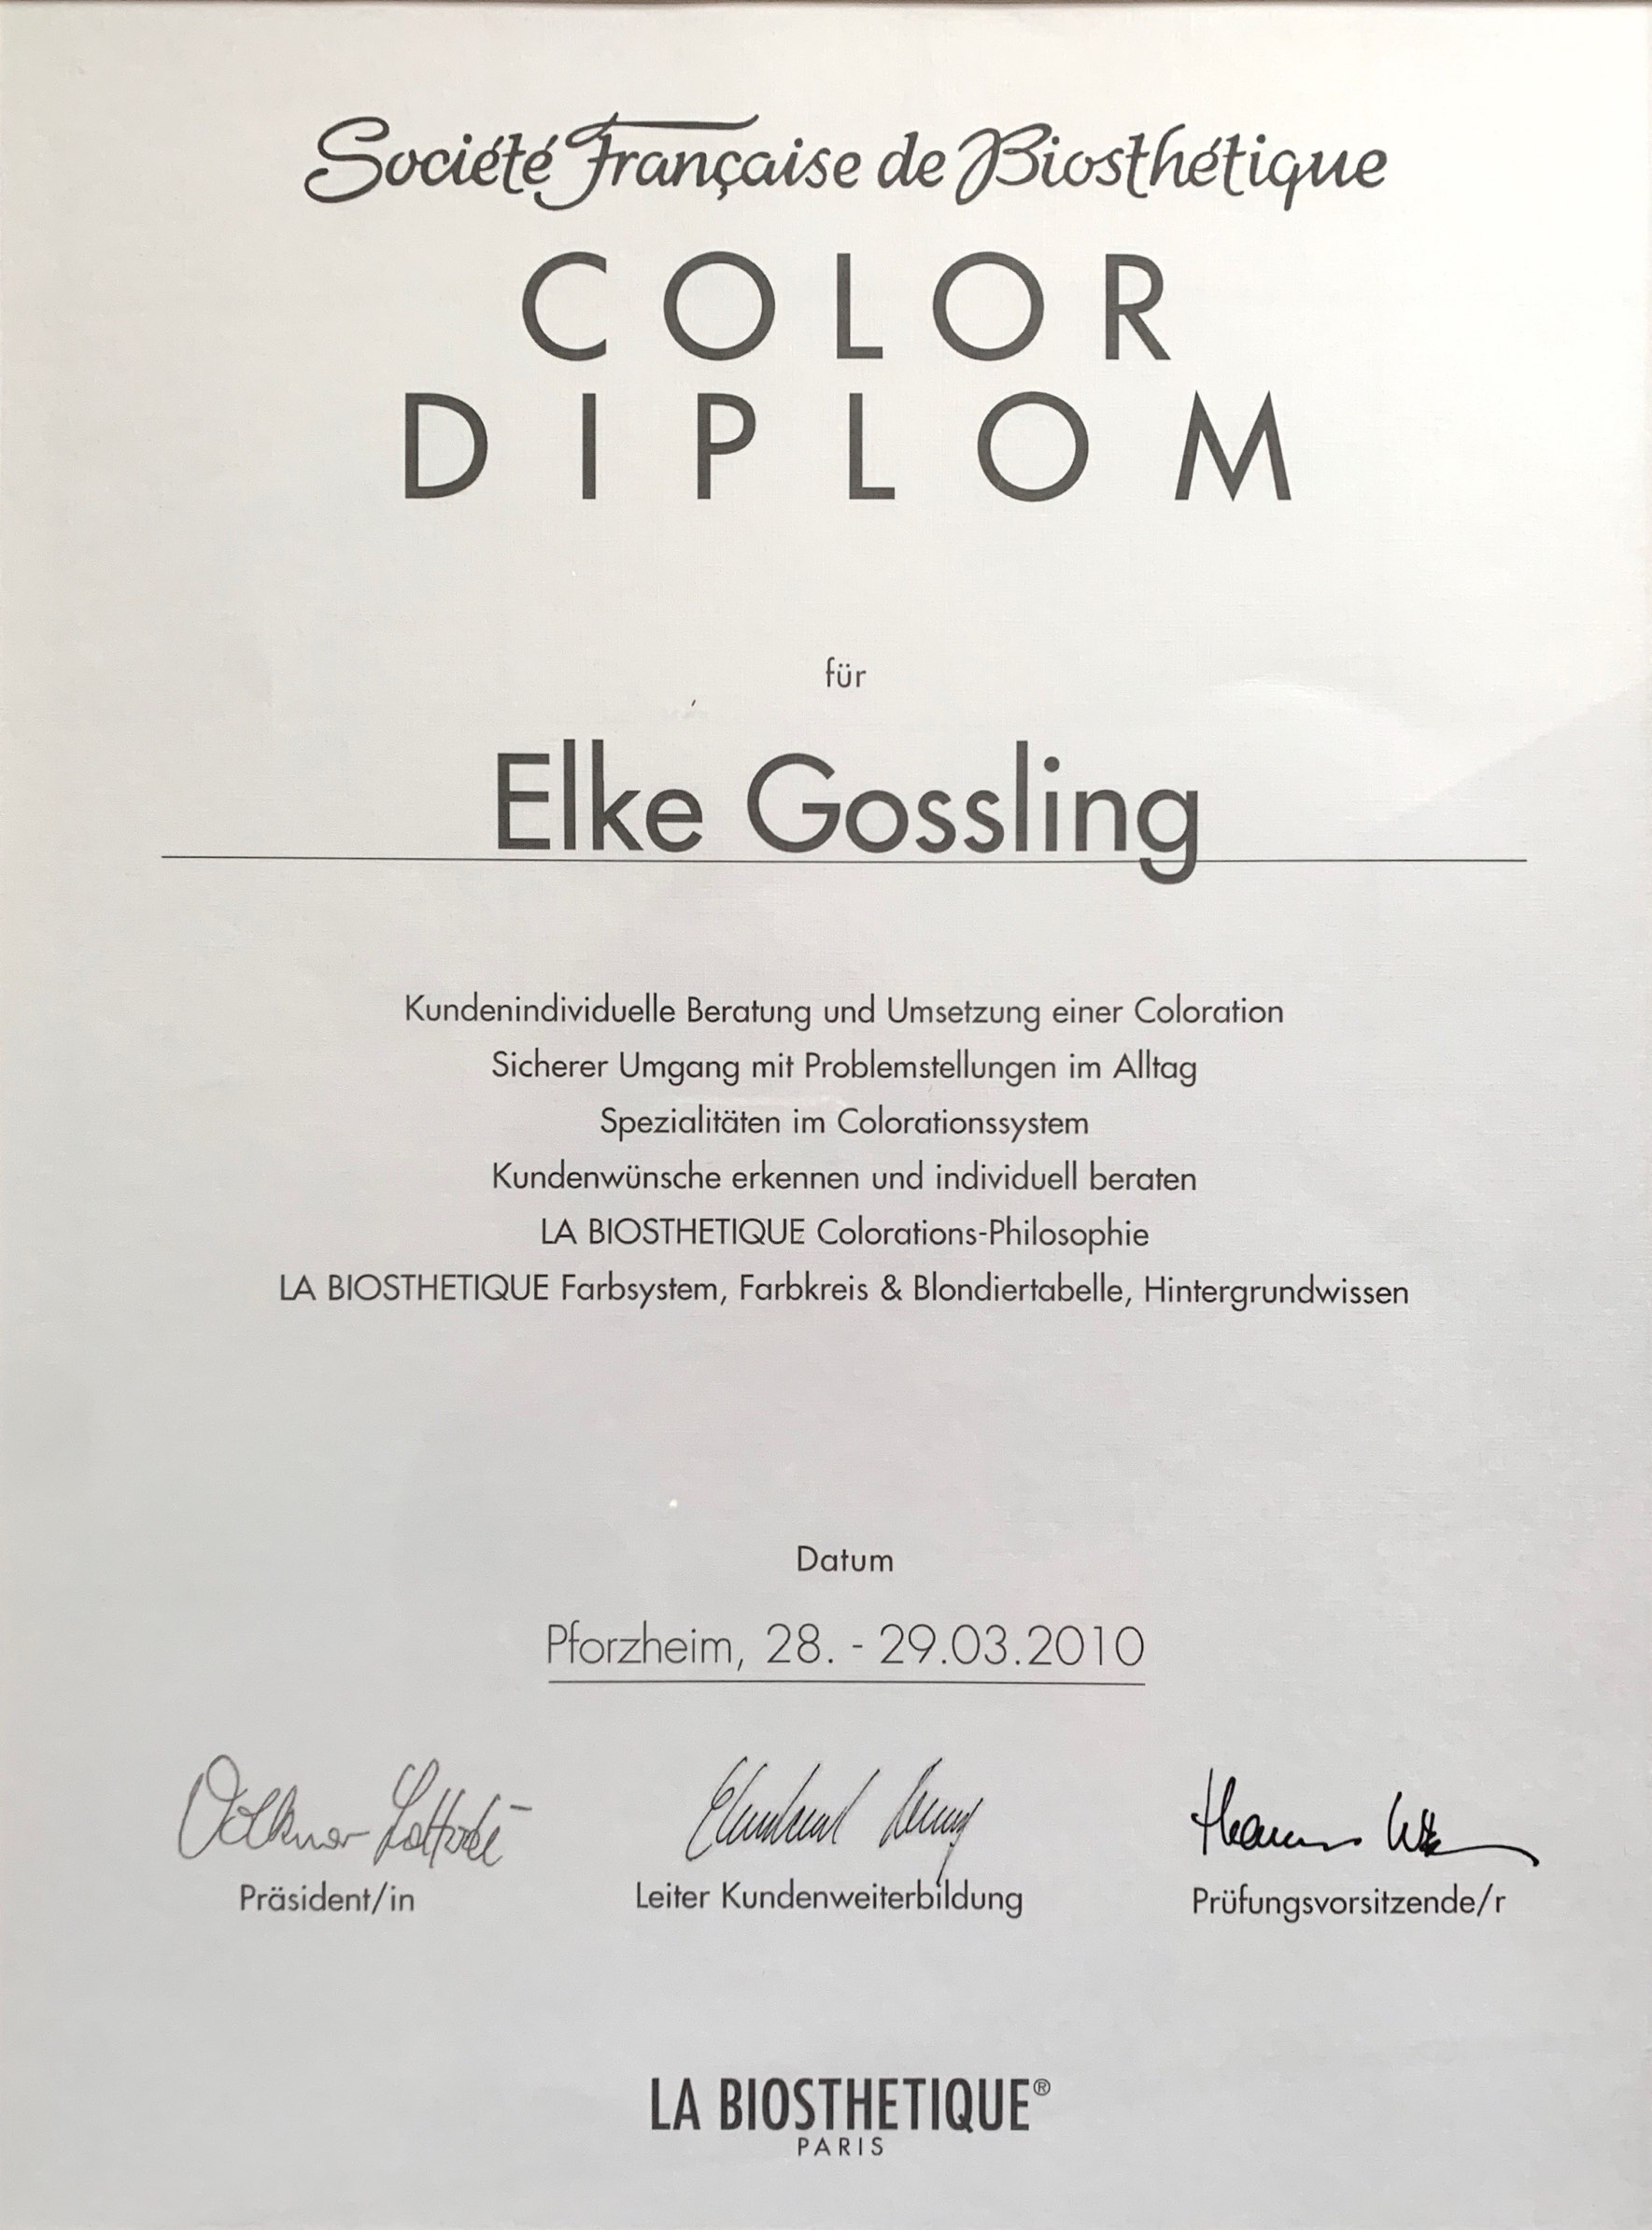 Société Française de Biosthétique
COLOR
DIPLOM
für
Elke Gossling
Kundenindividuelle Beratung und Umsetzung einer Coloration
Sicherer Umgang mit Problemstellungen im Alltag
Spezialitäten im Colorationssystem
Kundenwünsche erkennen und individuell beraten
LA BIOSTHETIQUE Colorations-Philosophie
LA BIOSTHETIQUE Farbsystem, Farbkreis & Blondiertabelle, Hintergrundwissen
Datum
Pforzheim, 28. - 29.03.2010
Präsident/in Leiter Kundenweiterbildung Prüfungsvorsitzende/r
LA BIOSTHETIQUE®
PARIS